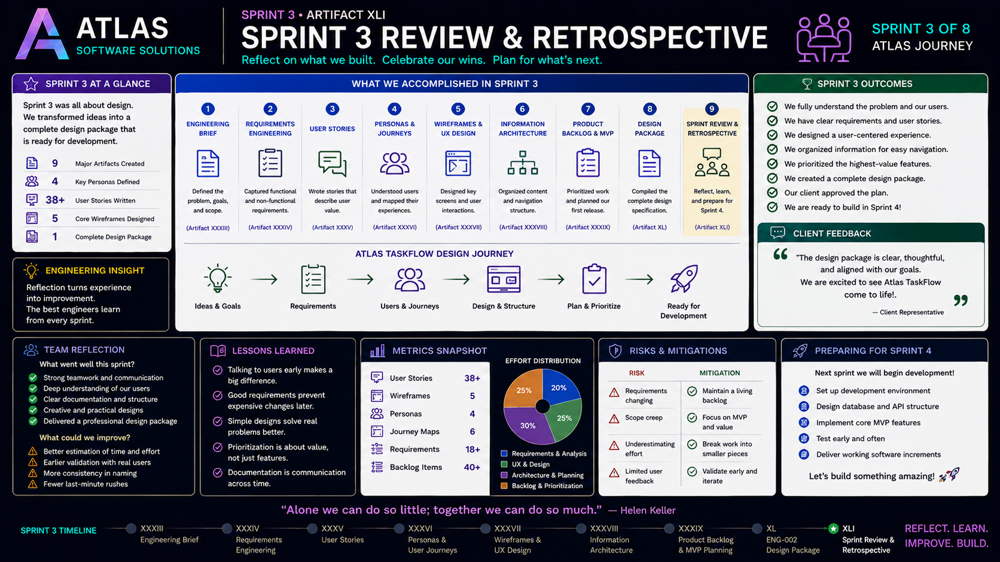 ATLAS
SOFTWARE SOLUTIONS
SPRINT 3 • ARTIFACT XLI
SPRINT 3 REVIEW & RETROSPECTIVE
Reflect on what we built. Celebrate our wins. Plan for what's next.
SPRINT 3 OF 8
ATLAS JOURNEY
SPRINT 3 AT A GLANCE
Sprint 3 was all about design.
We transformed ideas into a
complete design package that
is ready for development.
9 Major Artifacts Created
4 Key Personas Defined
38+ User Stories Written
5 Core Wireframes Designed
1 Complete Design Package
ENGINEERING INSIGHT
Reflection turns experience
into improvement.
The best engineers learn
from every sprint.
WHAT WE ACCOMPLISHED IN SPRINT 3
1
ENGINEERING
BRIEF
Defined the
problem, goals,
and scope.
(Artifact XXXIII)
2
REQUIREMENTS
ENGINEERING
Captured functional
and non-functional
requirements.
(Artifact XXXIV)
3
USER STORIES
Wrote stories that
describe user
value.
(Artifact XXXV)
4
PERSONAS &
JOURNEYS
Understood users
and mapped their
experiences.
(Artifact XXXVI)
5
WIREFRAMES &
UX DESIGN
Designed key
screens and user
interactions.
(Artifact XXXVII)
6
INFORMATION
ARCHITECTURE
Organized content
and navigation
structure.
(Artifact XXXVIII)
7
PRODUCT
BACKLOG & MVP
Prioritized work
and planned our
first release.
(Artifact XXXIX)
8
DESIGN
PACKAGE
Compiled the
complete design
specification.
(Artifact XL)
9
SPRINT REVIEW &
RETROSPECTIVE
Reflect, learn,
and prepare for
Sprint 4.
(Artifact XLI)
ATLAS TASKFLOW DESIGN JOURNEY
Ideas & Goals
Requirements
Users & Journeys
Design & Structure
Plan & Prioritize
Ready for
Development
SPRINT 3 OUTCOMES
We fully understand the problem and our users.
We have clear requirements and user stories.
We designed a user-centered experience.
We organized information for easy navigation.
We prioritized the highest-value features.
We created a complete design package.
Our client approved the plan.
We are ready to build in Sprint 4!
CLIENT FEEDBACK
"The design package is clear, thoughtful,
and aligned with our goals.
We are excited to see Atlas TaskFlow
come to life!.
— Client Representative
TEAM REFLECTION
What went well this sprint?
Strong teamwork and communication
Deep understanding of our users
Clear documentation and structure
Creative and practical designs
Delivered a professional design package
What could we improve?
Better estimation of time and effort
Earlier validation with real users
More consistency in naming
Fewer last-minute rushes
LESSONS LEARNED
Talking to users early makes a
big difference.
Good requirements prevent
expensive changes later.
Simple designs solve real
problems better.
Prioritization is about value,
not just features.
Documentation is communication
across time.
METRICS SNAPSHOT
User Stories 38+
Wireframes 5
Personas 4
Journey Maps 6
Requirements 18+
Backlog Items 40+
EFFORT DISTRIBUTION
25%
20%
30%
25%
Requirements & Analysis
UX & Design
Architecture & Planning
Backlog & Prioritization
RISKS & MITIGATIONS
RISK MITIGATION
Requirements
changing
Maintain a living
backlog
Scope creep
Focus on MVP
and value
Underestimating
effort
Break work into
smaller pieces
Limited user
feedback
Validate early and
iterate
PREPARING FOR SPRINT 4
Next sprint we will begin development!
Set up development environment
Design database and API structure
Implement core MVP features
Test early and often
Deliver working software increments
Let's build something amazing!
"Alone we can do so little; together we can do so much." — Helen Keller
SPRINT 3 TIMELINE
XXXIII
Engineering Brief
XXXIV
Requirements
Engineering
XXXV
User Stories
XXXVI
Personas &
User Journeys
XXXVII
Wireframes &
UX Design
XXXVIII
Information
Architecture
XXXIX
Product Backlog
& MVP Planning
XL
ENG-002
Design Package
XLI
Sprint Review &
Retrospective
REFLECT. LEARN.
IMPROVE. BUILD.